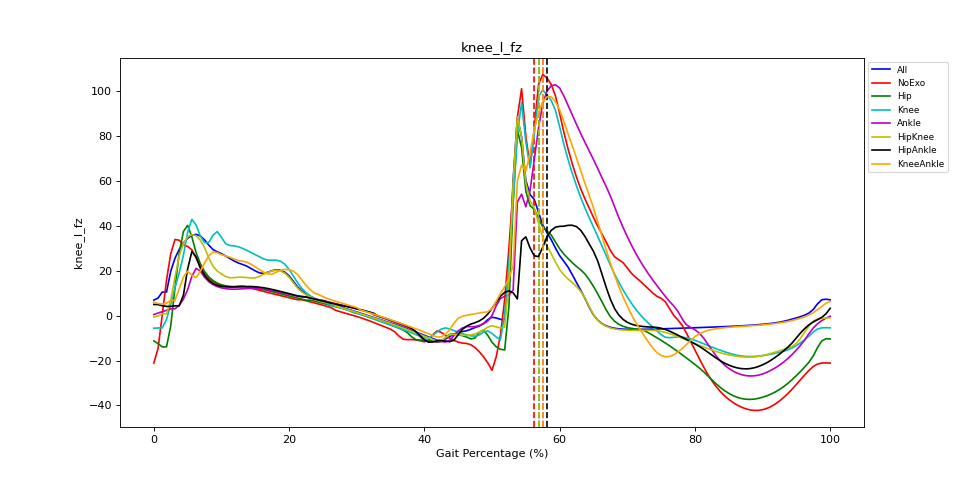 knee_l_fz
knee_l_fz
100
80
60
40
20
0
−20
−40
0
20
40
60
80
100
Gait Percentage (%)
All
NoExo
Hip
Knee
Ankle
HipKnee
HipAnkle
KneeAnkle